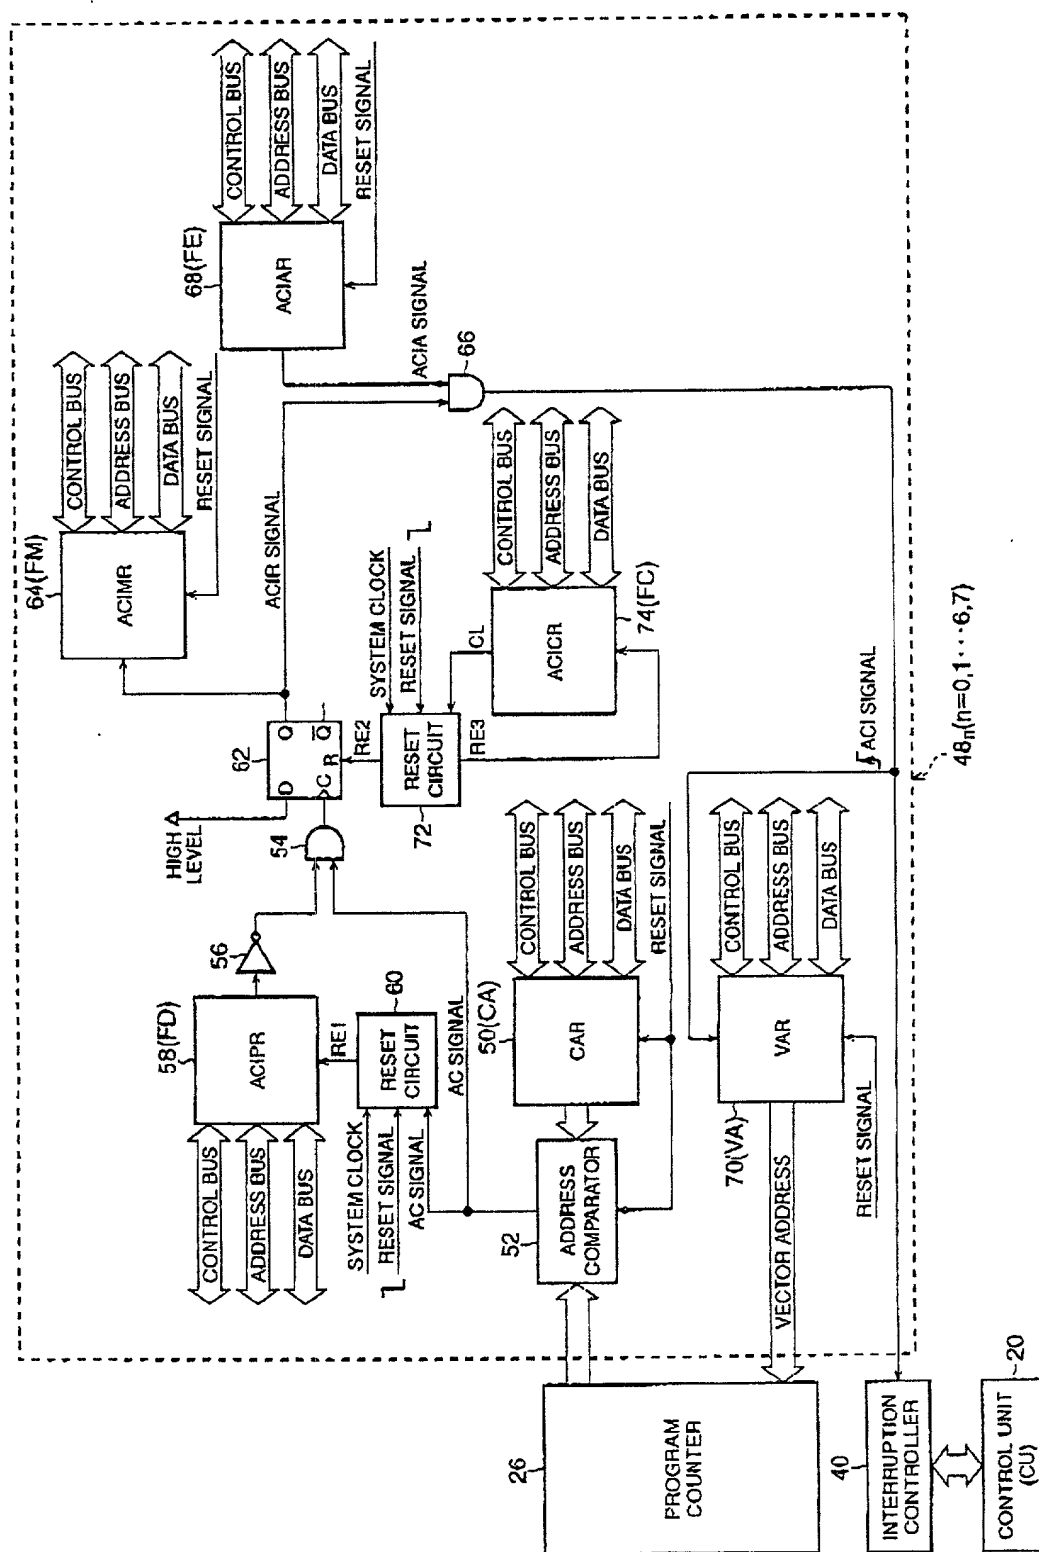 64(FM)
ACIMR
CONTROL BUS
ADDRESS BUS
DATA BUS
RESET SIGNAL
68(FE)
ACIAR
CONTROL BUS
ADDRESS BUS
DATA BUS
RESET SIGNAL
ACIR SIGNAL
ACIA SIGNAL
66
HIGH
LEVEL
62
D
Q
C
R
Q
54
56
RE2
SYSTEM CLOCK
RESET SIGNAL
RESET
CIRCUIT
72
CL
RE3
ACICR
74(FC)
CONTROL BUS
ADDRESS BUS
DATA BUS
58(FD)
ACIPR
CONTROL BUS
ADDRESS BUS
DATA BUS
RE1
60
RESET
CIRCUIT
SYSTEM CLOCK
RESET SIGNAL
AC SIGNAL
AC SIGNAL
50(CA)
CAR
CONTROL BUS
ADDRESS BUS
DATA BUS
RESET SIGNAL
52
ADDRESS
COMPARATOR
70(VA)
VAR
CONTROL BUS
ADDRESS BUS
DATA BUS
RESET SIGNAL
VECTOR ADDRESS
ACI SIGNAL
48n(n=0,1···6,7)
26
PROGRAM
COUNTER
40
INTERRUPTION
CONTROLLER
20
CONTROL UNIT
(CU)